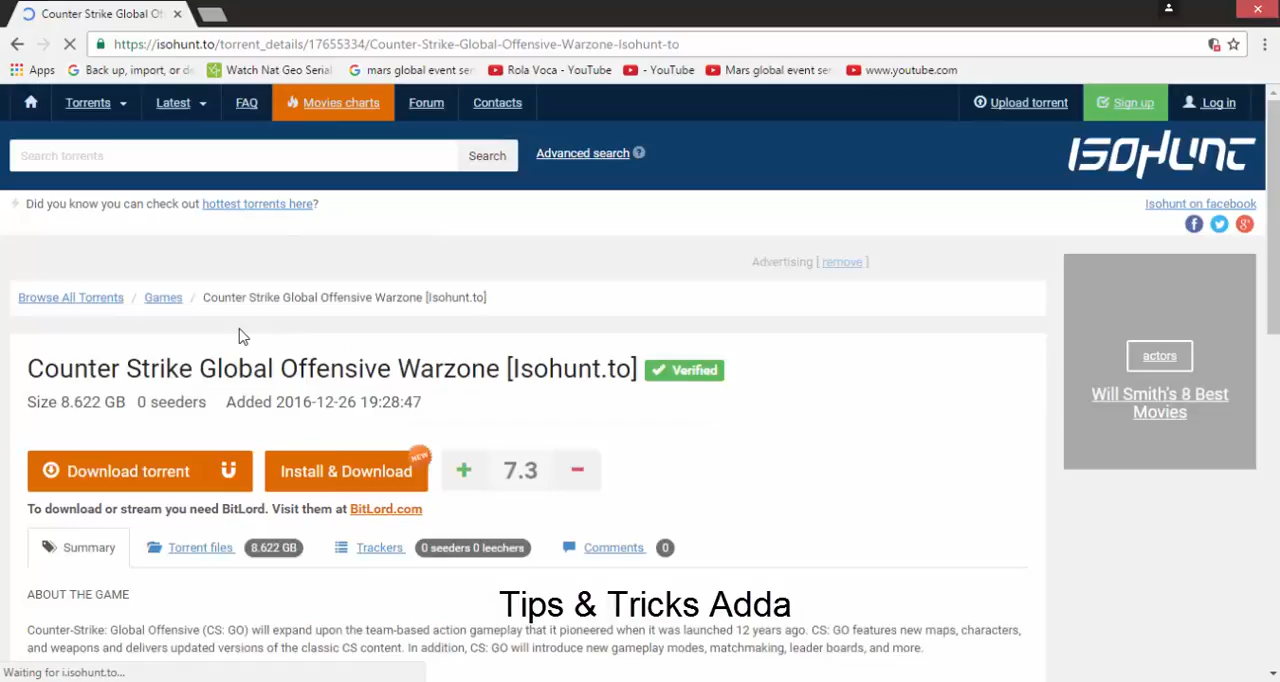 Counter Strike Global Of
https://isohunt.to/torrent_details/17655334/Counter-Strike-Global-Offensive-Warzone-Isohunt-to
Apps Back up, import, or de Watch Nat Geo Serial mars global event ser Rola Voca - YouTube - YouTube Mars global event ser www.youtube.com
Torrents Latest FAQ Movies charts Forum Contacts Upload torrent Sign up Log in
Search torrents Search Advanced search ? ISOHUNT
Did you know you can check out hottest torrents here? Isohunt on facebook
Advertising [ remove ]
Browse All Torrents / Games / Counter Strike Global Offensive Warzone [Isohunt.to]
actors
Will Smith's 8 Best
Movies
Counter Strike Global Offensive Warzone [Isohunt.to] Verified
Size 8.622 GB 0 seeders Added 2016-12-26 19:28:47
Download torrent Install & Download NEW + 7.3 -
To download or stream you need BitLord. Visit them at BitLord.com
Summary Torrent files 8.622 GB Trackers 0 seeders 0 leechers Comments 0
ABOUT THE GAME
Tips & Tricks Adda
Counter-Strike: Global Offensive (CS: GO) will expand upon the team-based action gameplay that it pioneered when it was launched 12 years ago. CS: GO features new maps, characters,
and weapons and delivers updated versions of the classic CS content. In addition, CS: GO will introduce new gameplay modes, matchmaking, leader boards, and more.
Waiting for i.isohunt.to...